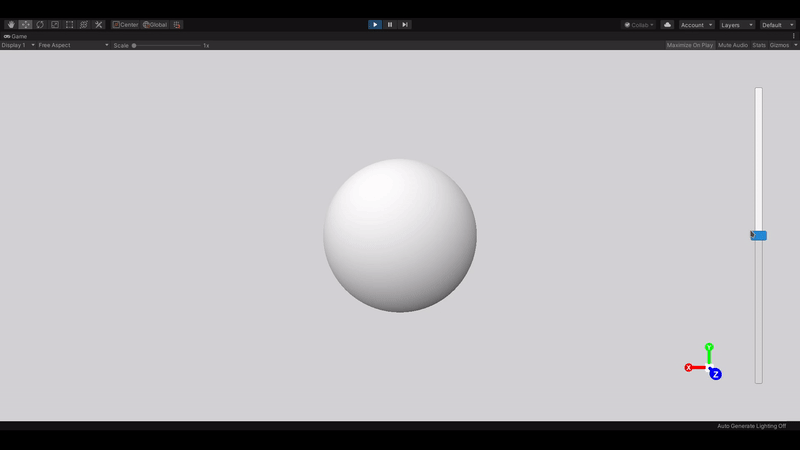 Center Global Collab Account Layers Default
Game
Display 1 Free Aspect Scale 1x Maximize On Play Mute Audio Stats Gizmos
Y
X
Z
Auto Generate Lighting Off